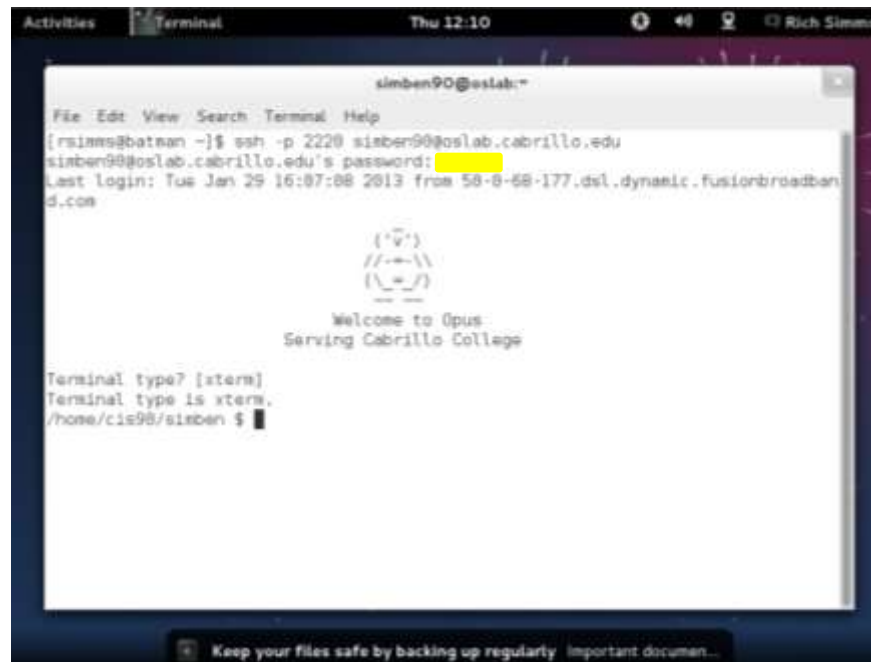 Activities Terminal Thu 12:10 Rich Simms
simben90@oslab:~
File Edit View Search Terminal Help
[rsimms@batman ~]$ ssh -p 2220 simben90@oslab.cabrillo.edu
simben90@oslab.cabrillo.edu's password:
Last login: Tue Jan 29 16:07:08 2013 from 50-0-68-177.dsl.dynamic.fusionbroadban
d.com
('v')
//-=-\\
(\_=_/)
Welcome to Opus
Serving Cabrillo College
Terminal type? [xterm]
Terminal type is xterm.
/home/cis90/simben $
Keep your files safe by backing up regularly Important documen...